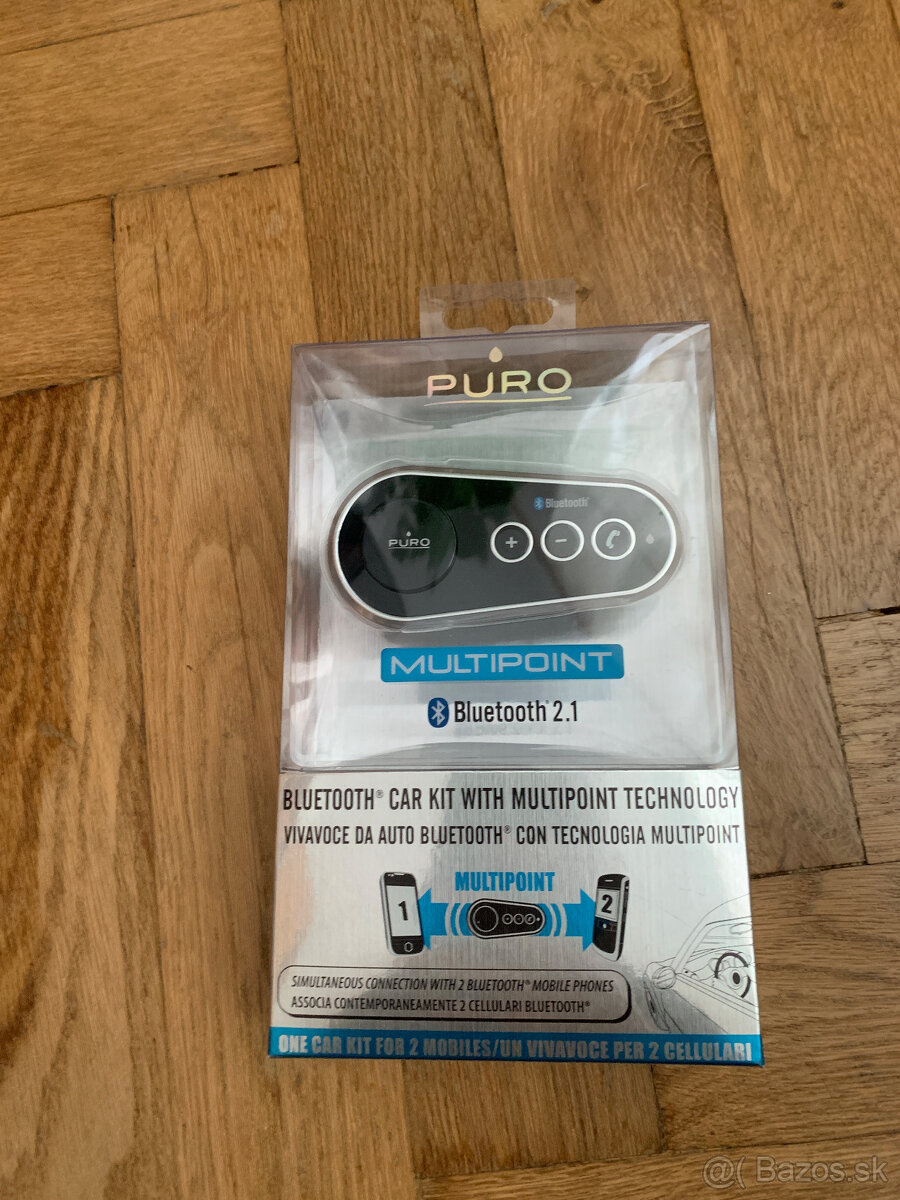 PURO
Bluetooth®
PURO
+ −
MULTIPOINT
Bluetooth® 2.1
BLUETOOTH® CAR KIT WITH MULTIPOINT TECHNOLOGY
VIVAVOCE DA AUTO BLUETOOTH® CON TECNOLOGIA MULTIPOINT
MULTIPOINT
1
2
SIMULTANEOUS CONNECTION WITH 2 BLUETOOTH® MOBILE PHONES
ASSOCIA CONTEMPORANEAMENTE 2 CELLULARI BLUETOOTH®
ONE CAR KIT FOR 2 MOBILES/UN VIVAVOCE PER 2 CELLULARI
@( Bazos.sk